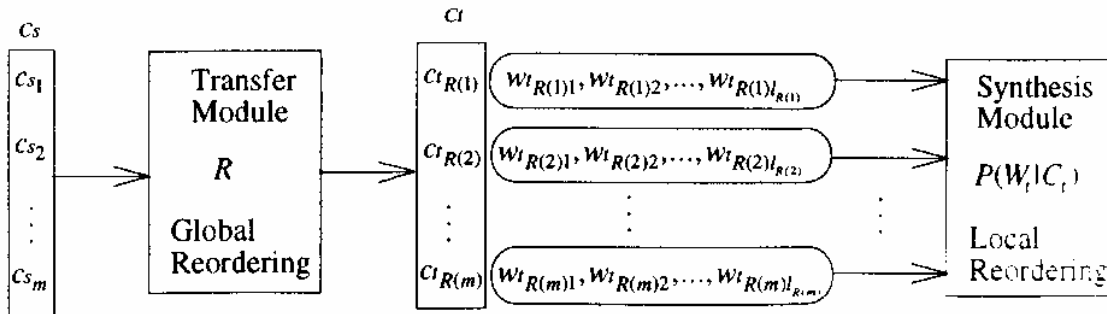 Cs
Cs1
Cs2
Csm
Transfer
Module
R
Global
Reordering
Ct
CtR(1)
WtR(1)1, WtR(1)2, ..., WtR(1)lR(1)
CtR(2)
WtR(2)1, WtR(2)2, ..., WtR(2)lR(2)
CtR(m)
WtR(m)1, WtR(m)2, ..., WtR(m)lR(m)
Synthesis
Module
P(Wt|Ct)
Local
Reordering